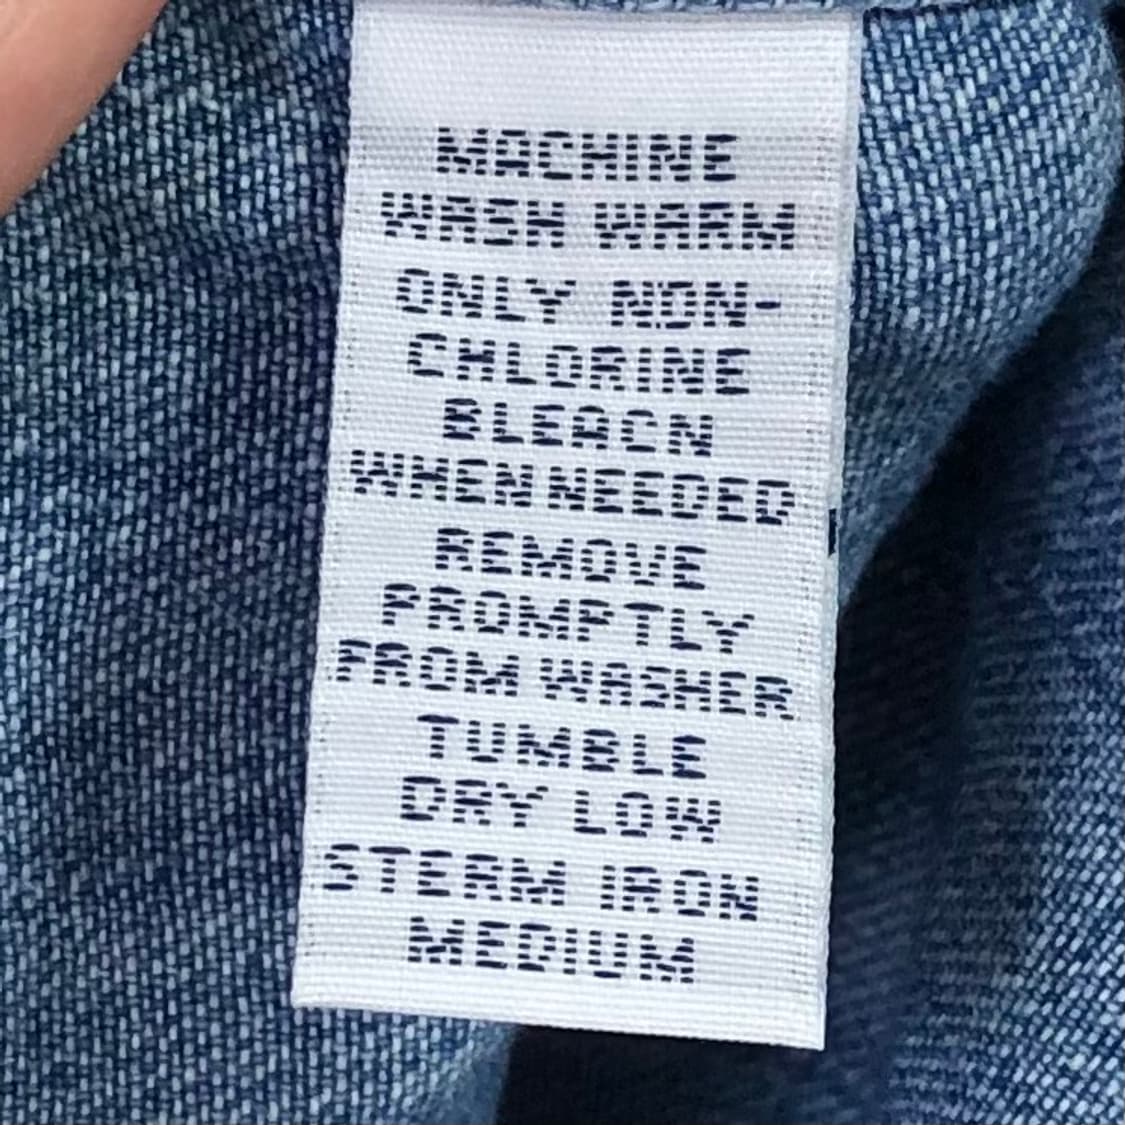 MACHINE
WASH WARM
ONLY NON-
CHLORINE
BLEACN
WHEN NEEDED
REMOVE
PROMPTLY
FROM WASHER
TUMBLE
DRY LOW
STERM IRON
MEDIUM